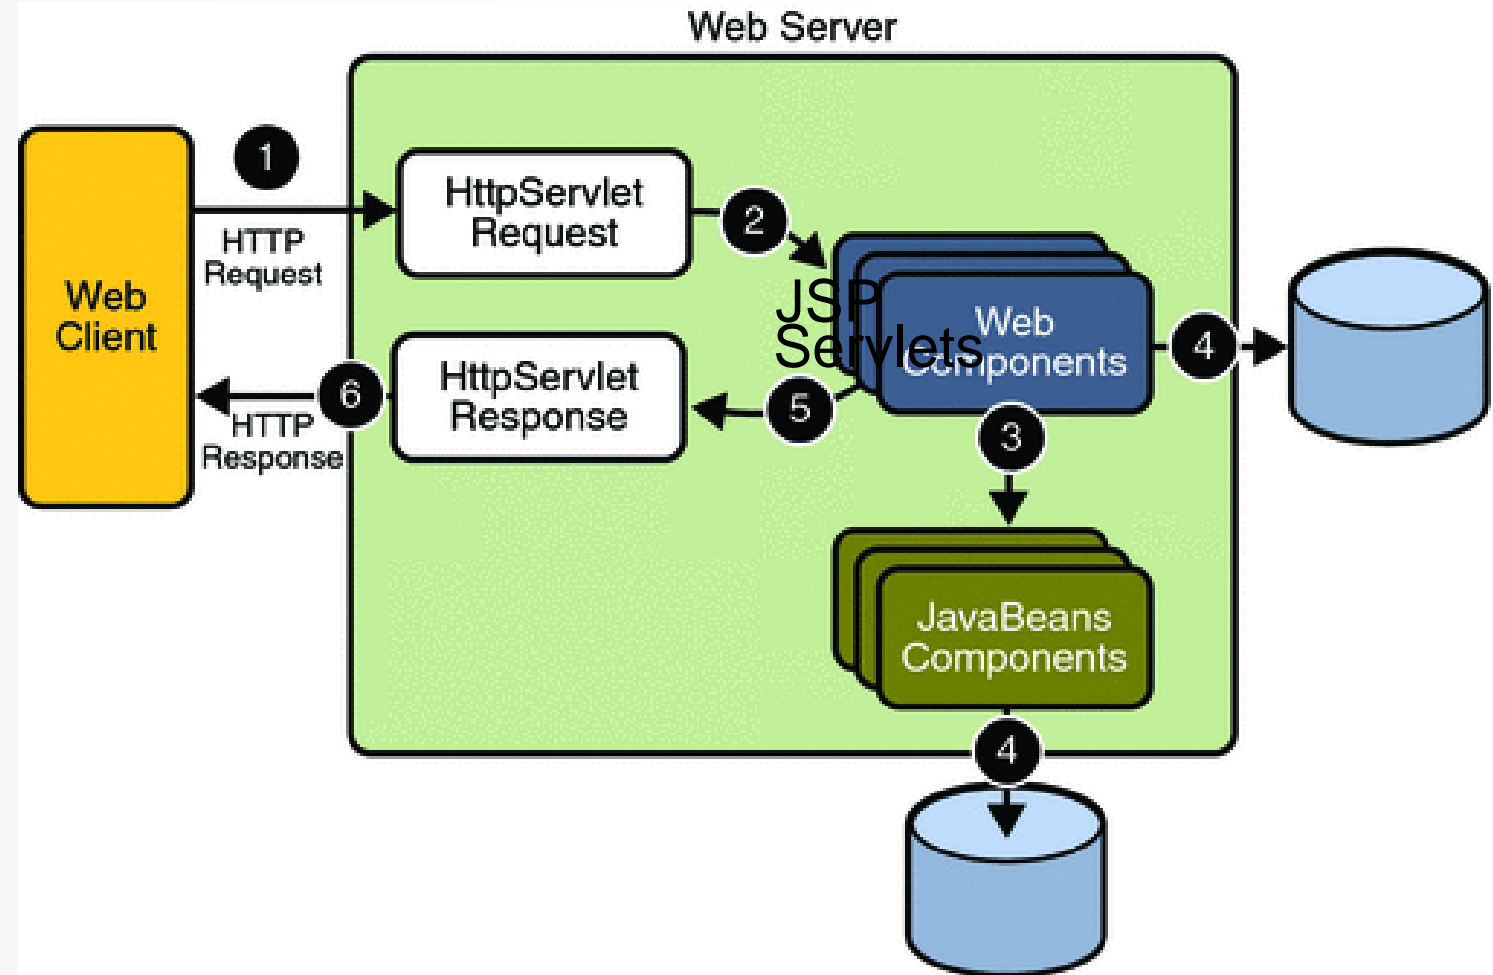 Web Server
1
HTTP
Request
Web
Client
HttpServlet
Request
2
JSP
Servlets
Web
Components
4
HttpServlet
Response
5
6
HTTP
Response
3
JavaBeans
Components
4